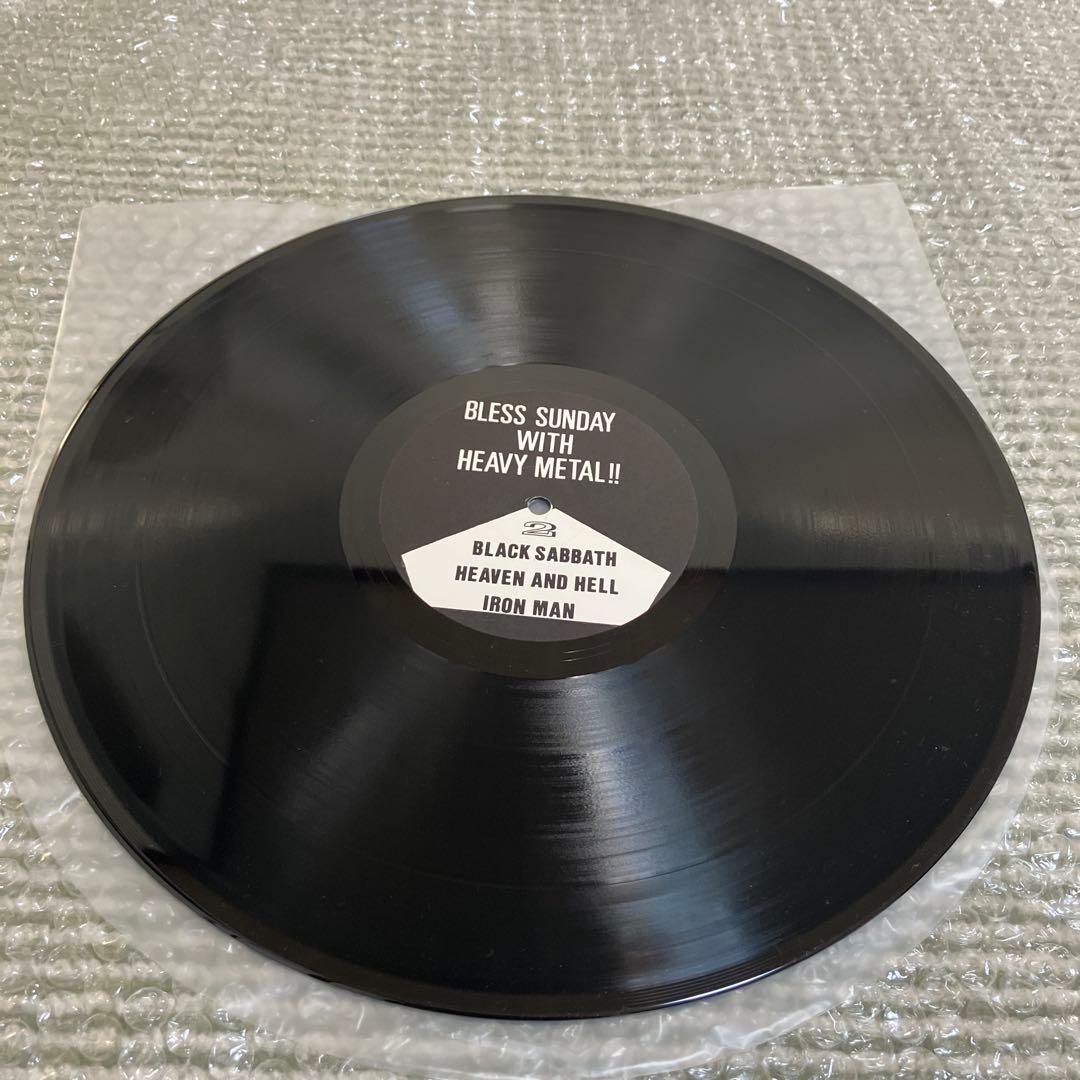 BLESS SUNDAY
WITH
HEAVY METAL!!
2
BLACK SABBATH
HEAVEN AND HELL
IRON MAN